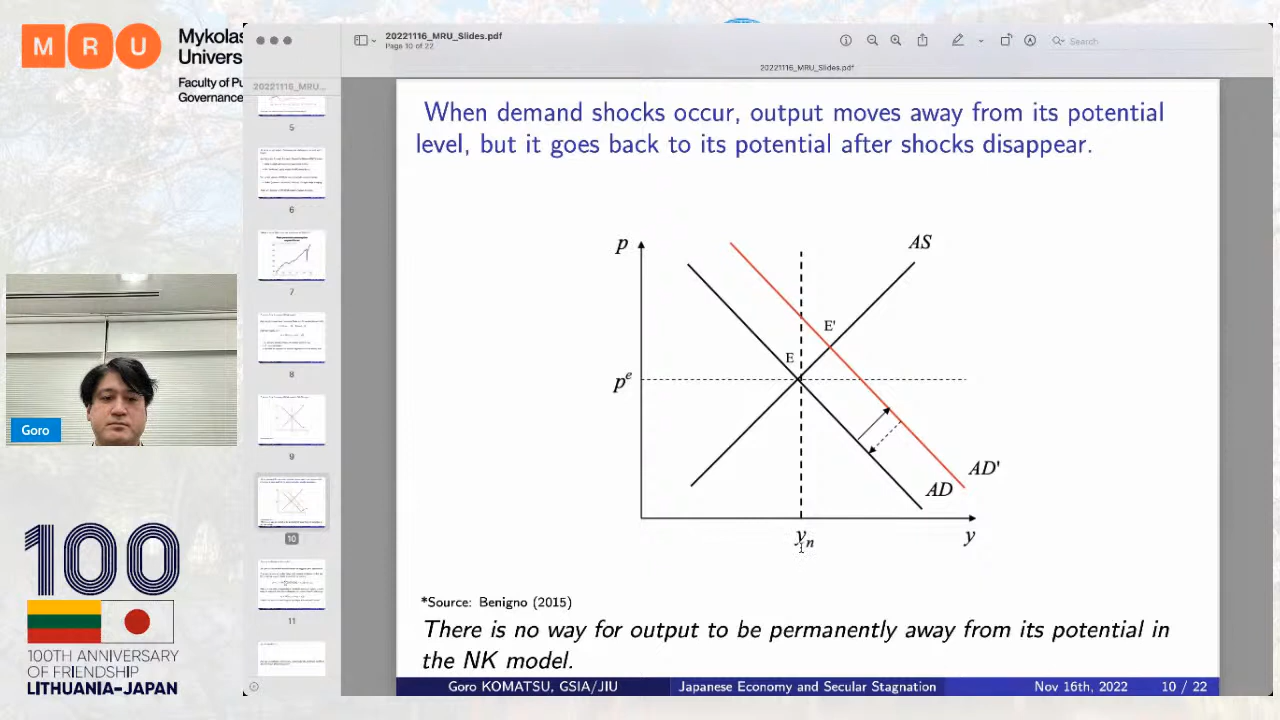 MRU
Mykolas
Univers
Faculty of Pu
Governance
20221116_MRU_Slides.pdf
Page 10 of 22
Search
20221116_MRU...
20221116_MRU_Slides.pdf
5
6
7
8
9
10
11
When demand shocks occur, output moves away from its potential
level, but it goes back to its potential after shocks disappear.
p
AS
E'
E
pe
AD'
AD
yn
y
*Source: Benigno (2015)
There is no way for output to be permanently away from its potential in
the NK model.
Goro KOMATSU, GSIA/JIU
Japanese Economy and Secular Stagnation
Nov 16th, 2022
10 / 22
Goro
100
100TH ANNIVERSARY
OF FRIENDSHIP
LITHUANIA-JAPAN